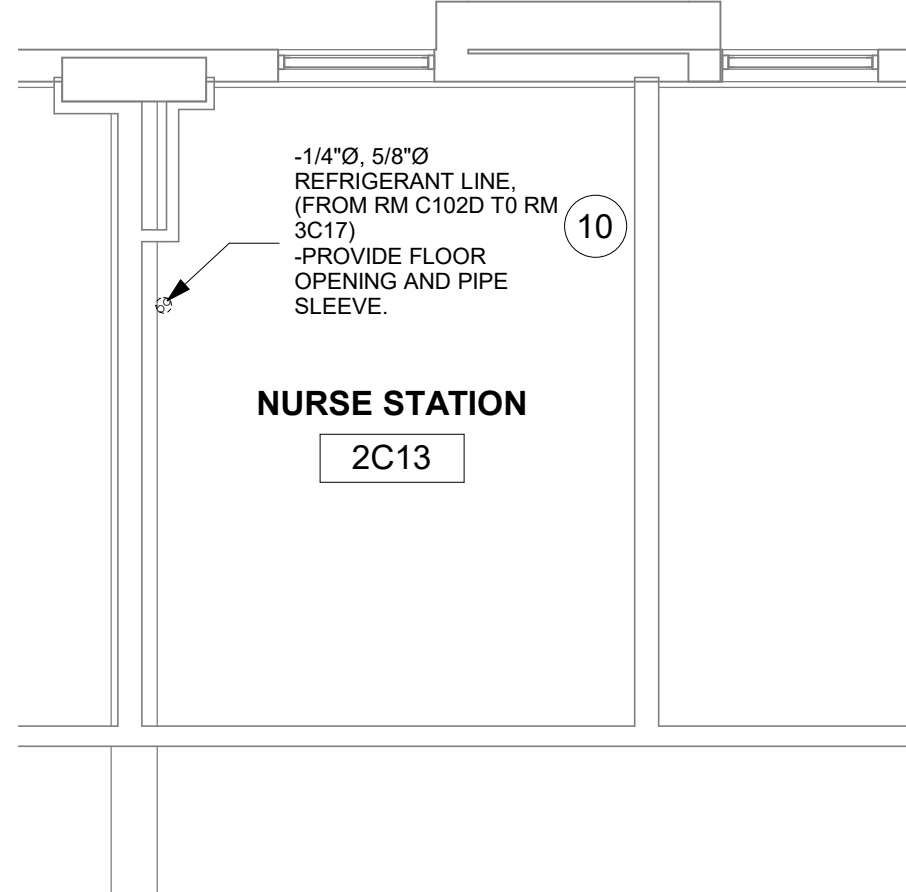 -1/4"Ø, 5/8"Ø
REFRIGERANT LINE,
(FROM RM C102D T0 RM
3C17)
-PROVIDE FLOOR
OPENING AND PIPE
SLEEVE.
10
NURSE STATION
2C13